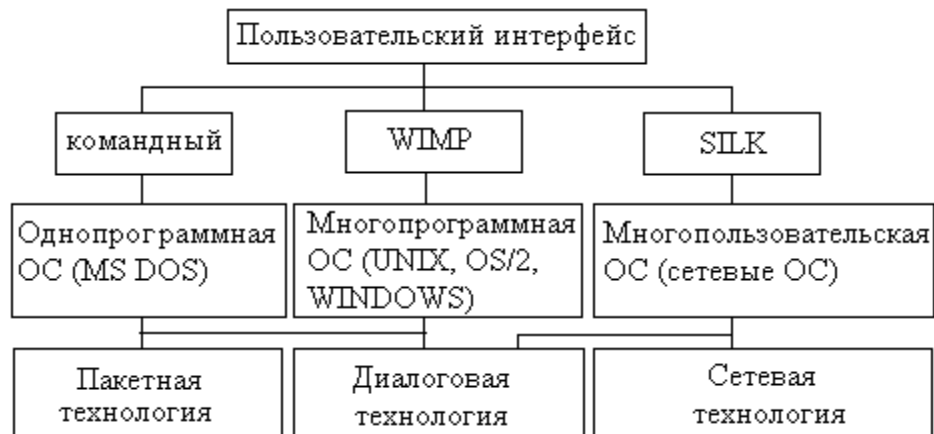 Пользовательский интерфейс
командный
WIMP
SILK
Однопрограммная
ОС (MS DOS)
Многопрограммная
ОС (UNIX, OS/2,
WINDOWS)
Многопользовательская
ОС (сетевые ОС)
Пакетная
технология
Диалоговая
технология
Сетевая
технология